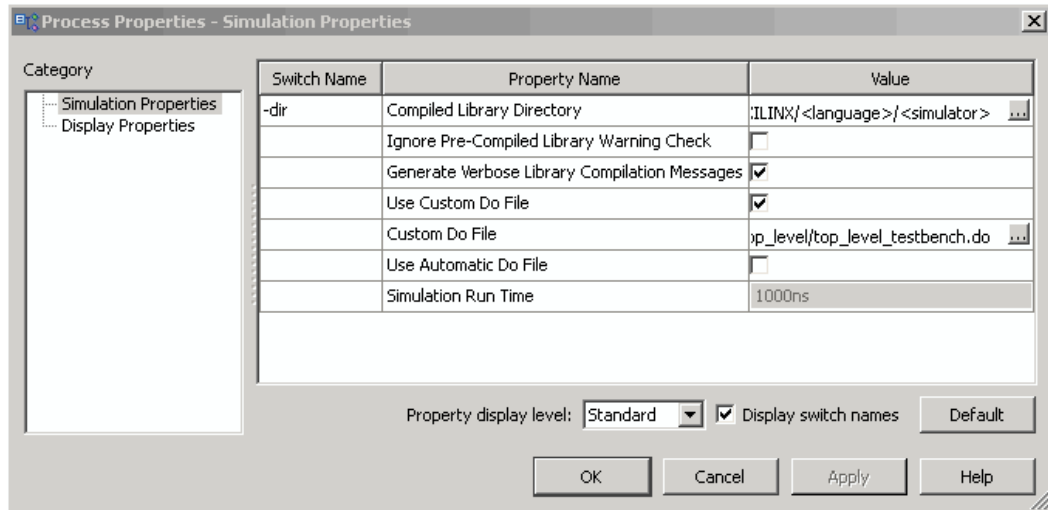 Process Properties - Simulation Properties
Category
Simulation Properties
Display Properties
Switch Name Property Name Value
-dir Compiled Library Directory ILINX/<language>/<simulator> ...
Ignore Pre-Compiled Library Warning Check
Generate Verbose Library Compilation Messages
Use Custom Do File
Custom Do File p_level/top_level_testbench.do ...
Use Automatic Do File
Simulation Run Time 1000ns
Property display level: Standard Display switch names Default
OK Cancel Apply Help